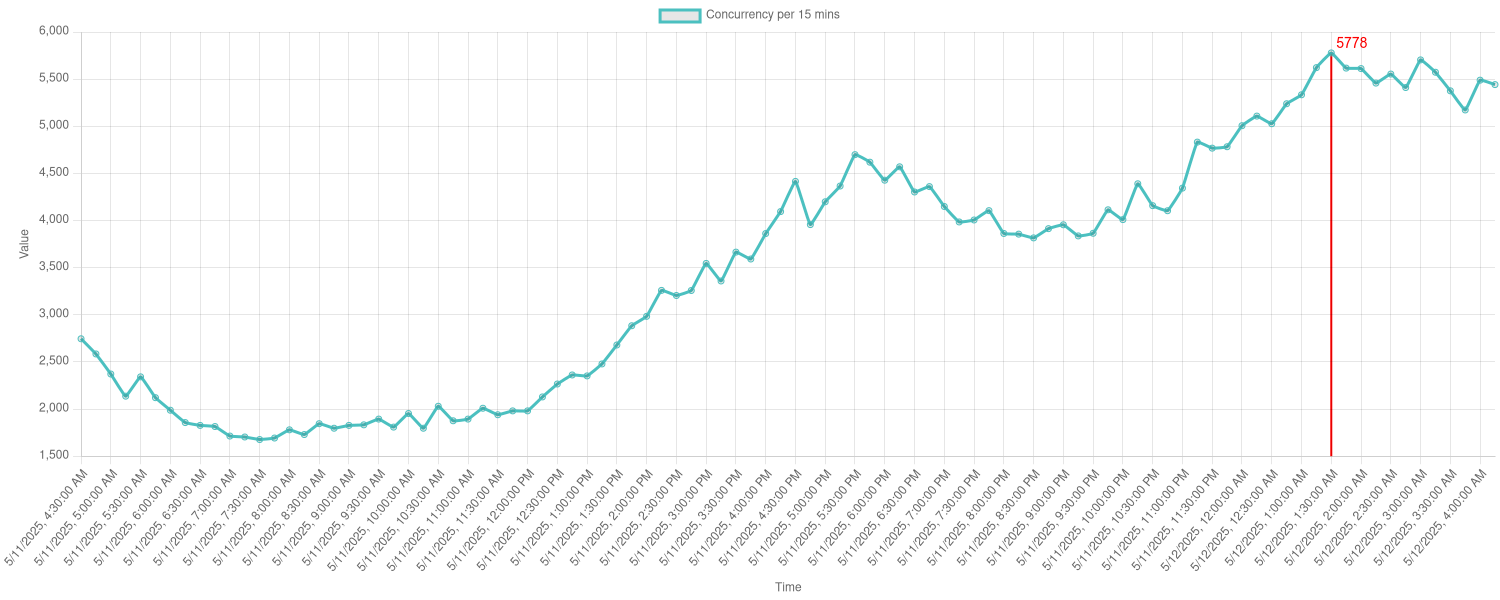 Concurrency per 15 mins
6,000
5,500
5,000
4,500
4,000
3,500
3,000
2,500
2,000
1,500
Value
5778
5/11/2025, 4:30:00 AM
5/11/2025, 5:00:00 AM
5/11/2025, 5:30:00 AM
5/11/2025, 6:00:00 AM
5/11/2025, 6:30:00 AM
5/11/2025, 7:00:00 AM
5/11/2025, 7:30:00 AM
5/11/2025, 8:00:00 AM
5/11/2025, 8:30:00 AM
5/11/2025, 9:00:00 AM
5/11/2025, 9:30:00 AM
5/11/2025, 10:00:00 AM
5/11/2025, 10:30:00 AM
5/11/2025, 11:00:00 AM
5/11/2025, 11:30:00 AM
5/11/2025, 12:00:00 PM
5/11/2025, 12:30:00 PM
5/11/2025, 1:00:00 PM
5/11/2025, 1:30:00 PM
5/11/2025, 2:00:00 PM
5/11/2025, 2:30:00 PM
5/11/2025, 3:00:00 PM
5/11/2025, 3:30:00 PM
5/11/2025, 4:00:00 PM
5/11/2025, 4:30:00 PM
5/11/2025, 5:00:00 PM
5/11/2025, 5:30:00 PM
5/11/2025, 6:00:00 PM
5/11/2025, 6:30:00 PM
5/11/2025, 7:00:00 PM
5/11/2025, 7:30:00 PM
5/11/2025, 8:00:00 PM
5/11/2025, 8:30:00 PM
5/11/2025, 9:00:00 PM
5/11/2025, 9:30:00 PM
5/11/2025, 10:00:00 PM
5/11/2025, 10:30:00 PM
5/11/2025, 11:00:00 PM
5/11/2025, 11:30:00 PM
5/12/2025, 12:00:00 AM
5/12/2025, 12:30:00 AM
5/12/2025, 1:00:00 AM
5/12/2025, 1:30:00 AM
5/12/2025, 2:00:00 AM
5/12/2025, 2:30:00 AM
5/12/2025, 3:00:00 AM
5/12/2025, 3:30:00 AM
5/12/2025, 4:00:00 AM
Time